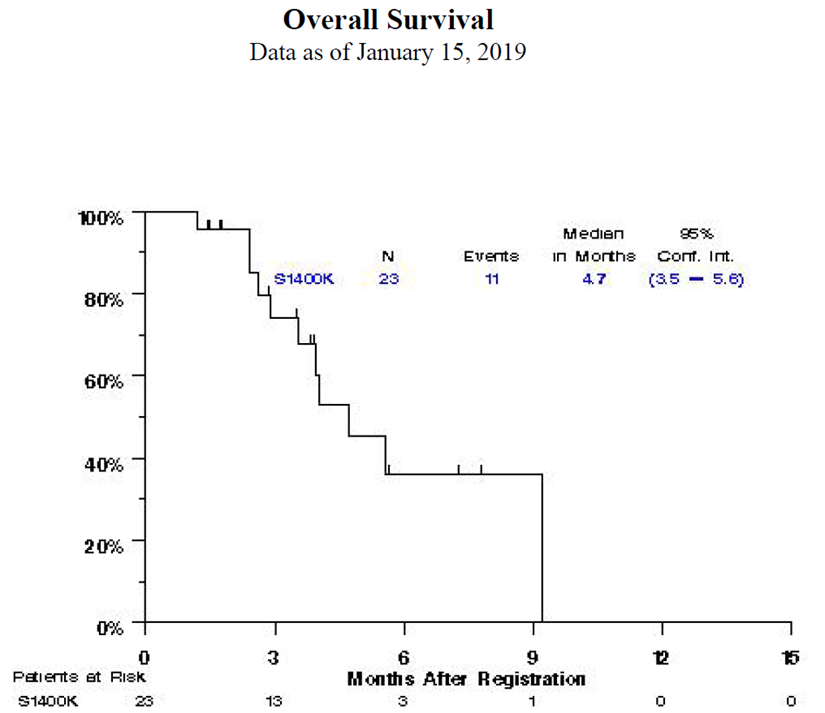 Overall Survival
Data as of January 15, 2019
100%
80%
60%
40%
20%
0%
Median 95%
N Events in Months Conf. Int.
S1400K 23 11 4.7 (3.5 – 5.6)
0 3 6 9 12 15
Patients at Risk Months After Registration
S1400K 23 13 3 1 0 0